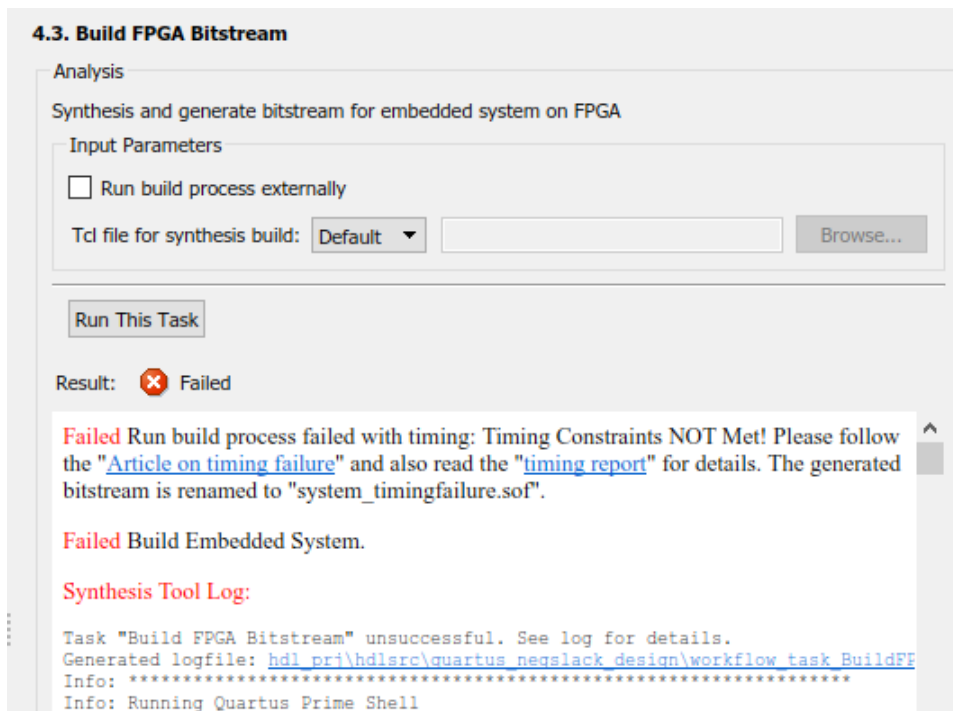 4.3. Build FPGA Bitstream
Analysis
Synthesis and generate bitstream for embedded system on FPGA
Input Parameters
Run build process externally
Tcl file for synthesis build: Default Browse...
Run This Task
Result: Failed
Failed Run build process failed with timing: Timing Constraints NOT Met! Please follow
the "Article on timing failure" and also read the "timing report" for details. The generated
bitstream is renamed to "system_timingfailure.sof".
Failed Build Embedded System.
Synthesis Tool Log:
Task "Build FPGA Bitstream" unsuccessful. See log for details.
Generated logfile: hdl_prj\hdlsrc\quartus_negslack_design\workflow_task_BuildFP
Info: *******************************************************************
Info: Running Quartus Prime Shell